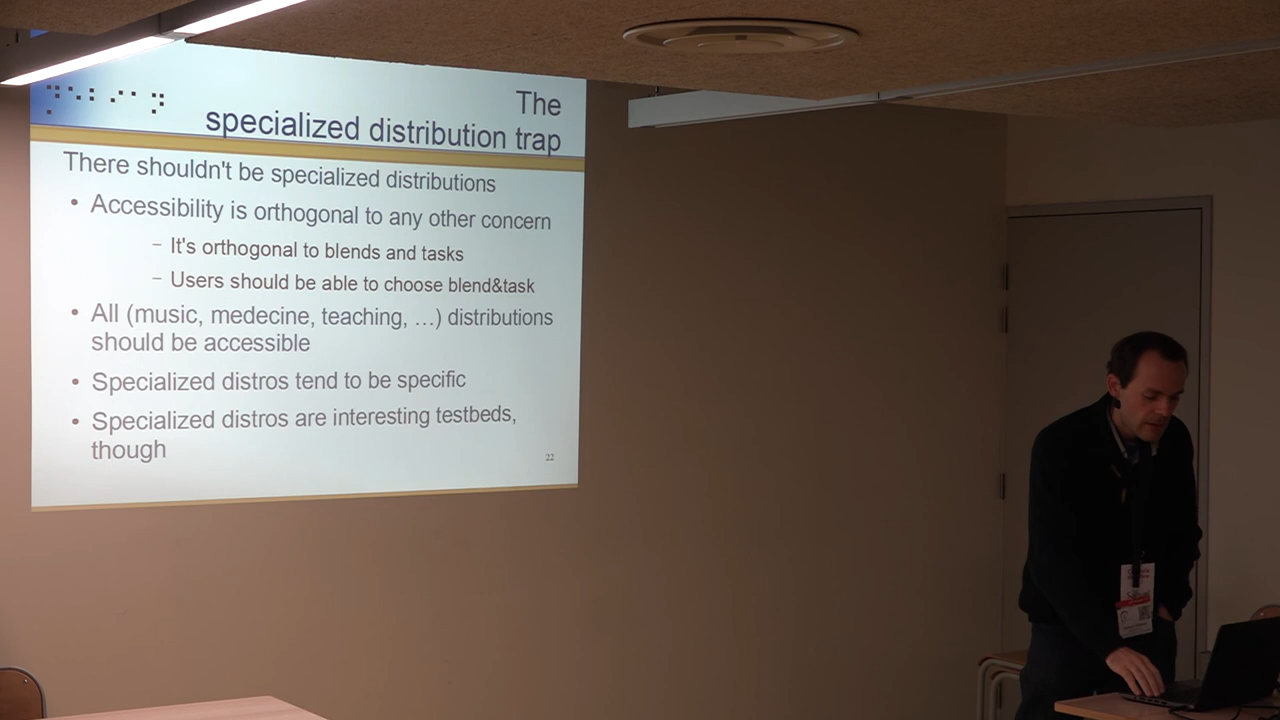 The
specialized distribution trap
There shouldn't be specialized distributions
• Accessibility is orthogonal to any other concern
– It's orthogonal to blends and tasks
– Users should be able to choose blend&task
• All (music, medecine, teaching, …) distributions
should be accessible
• Specialized distros tend to be specific
• Specialized distros are interesting testbeds,
though
22